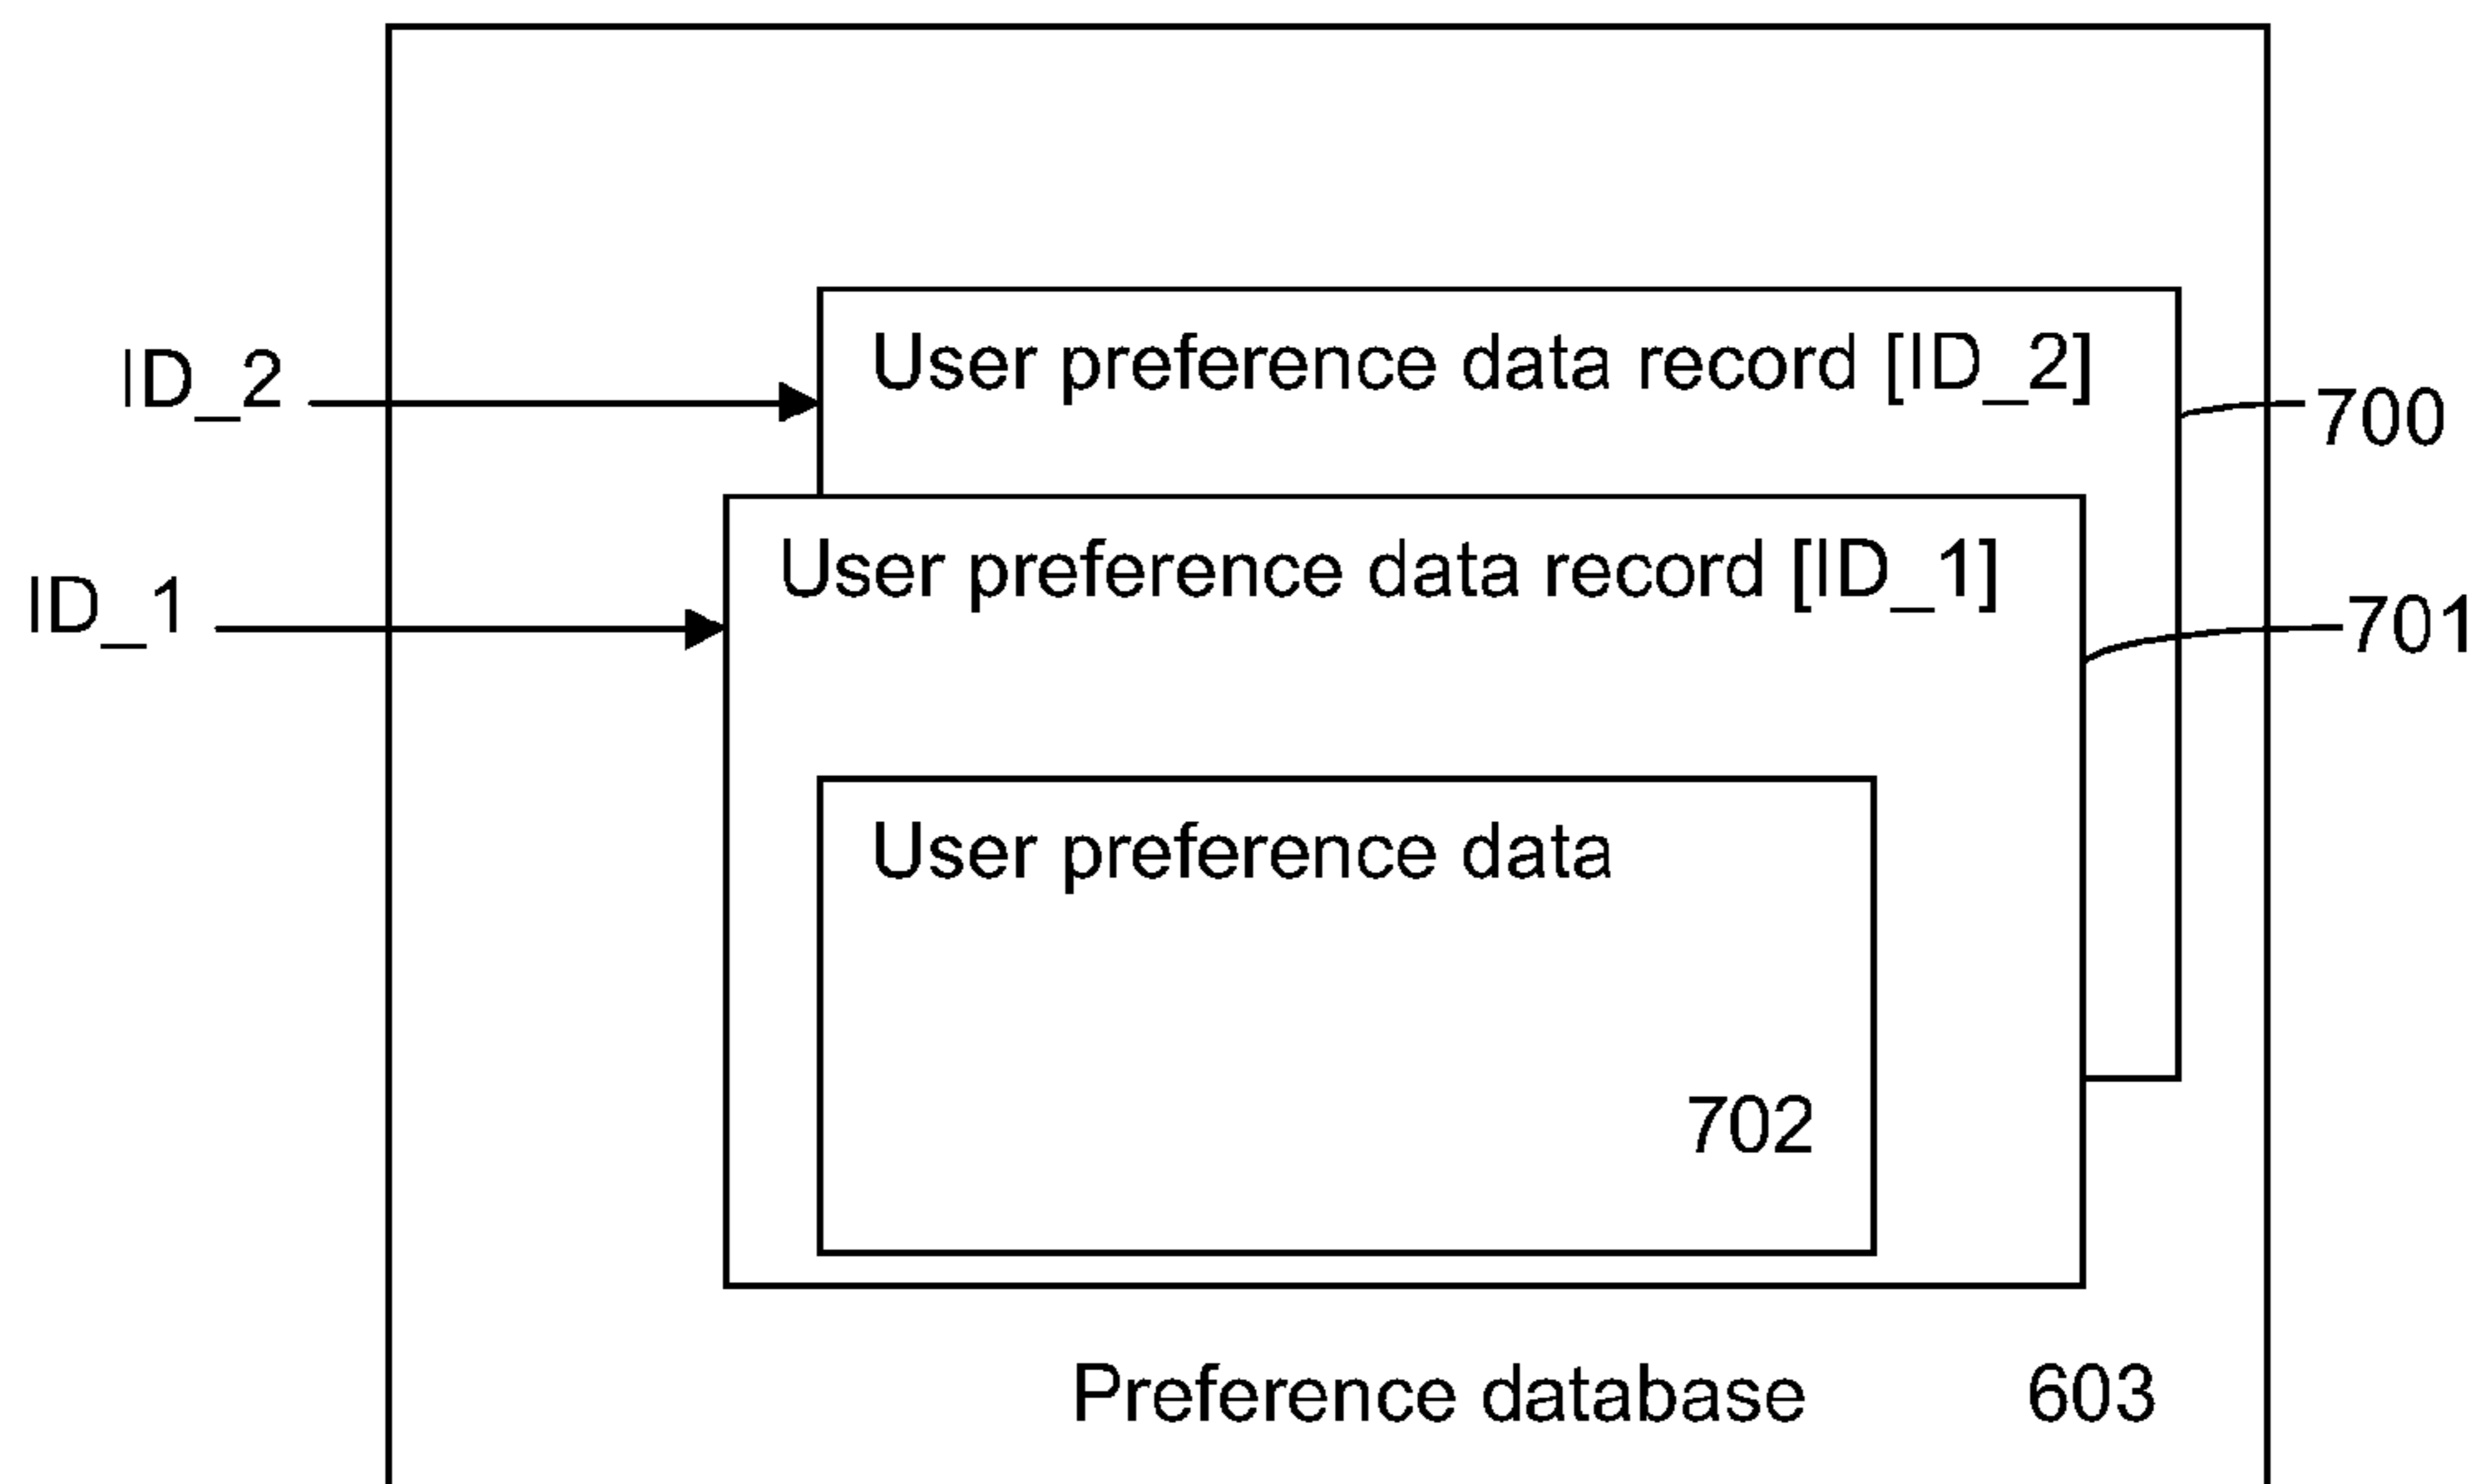 User preference data record [ID_2]
ID_2
700
User preference data record [ID_1]
ID_1
701
User preference data
702
Preference database 603